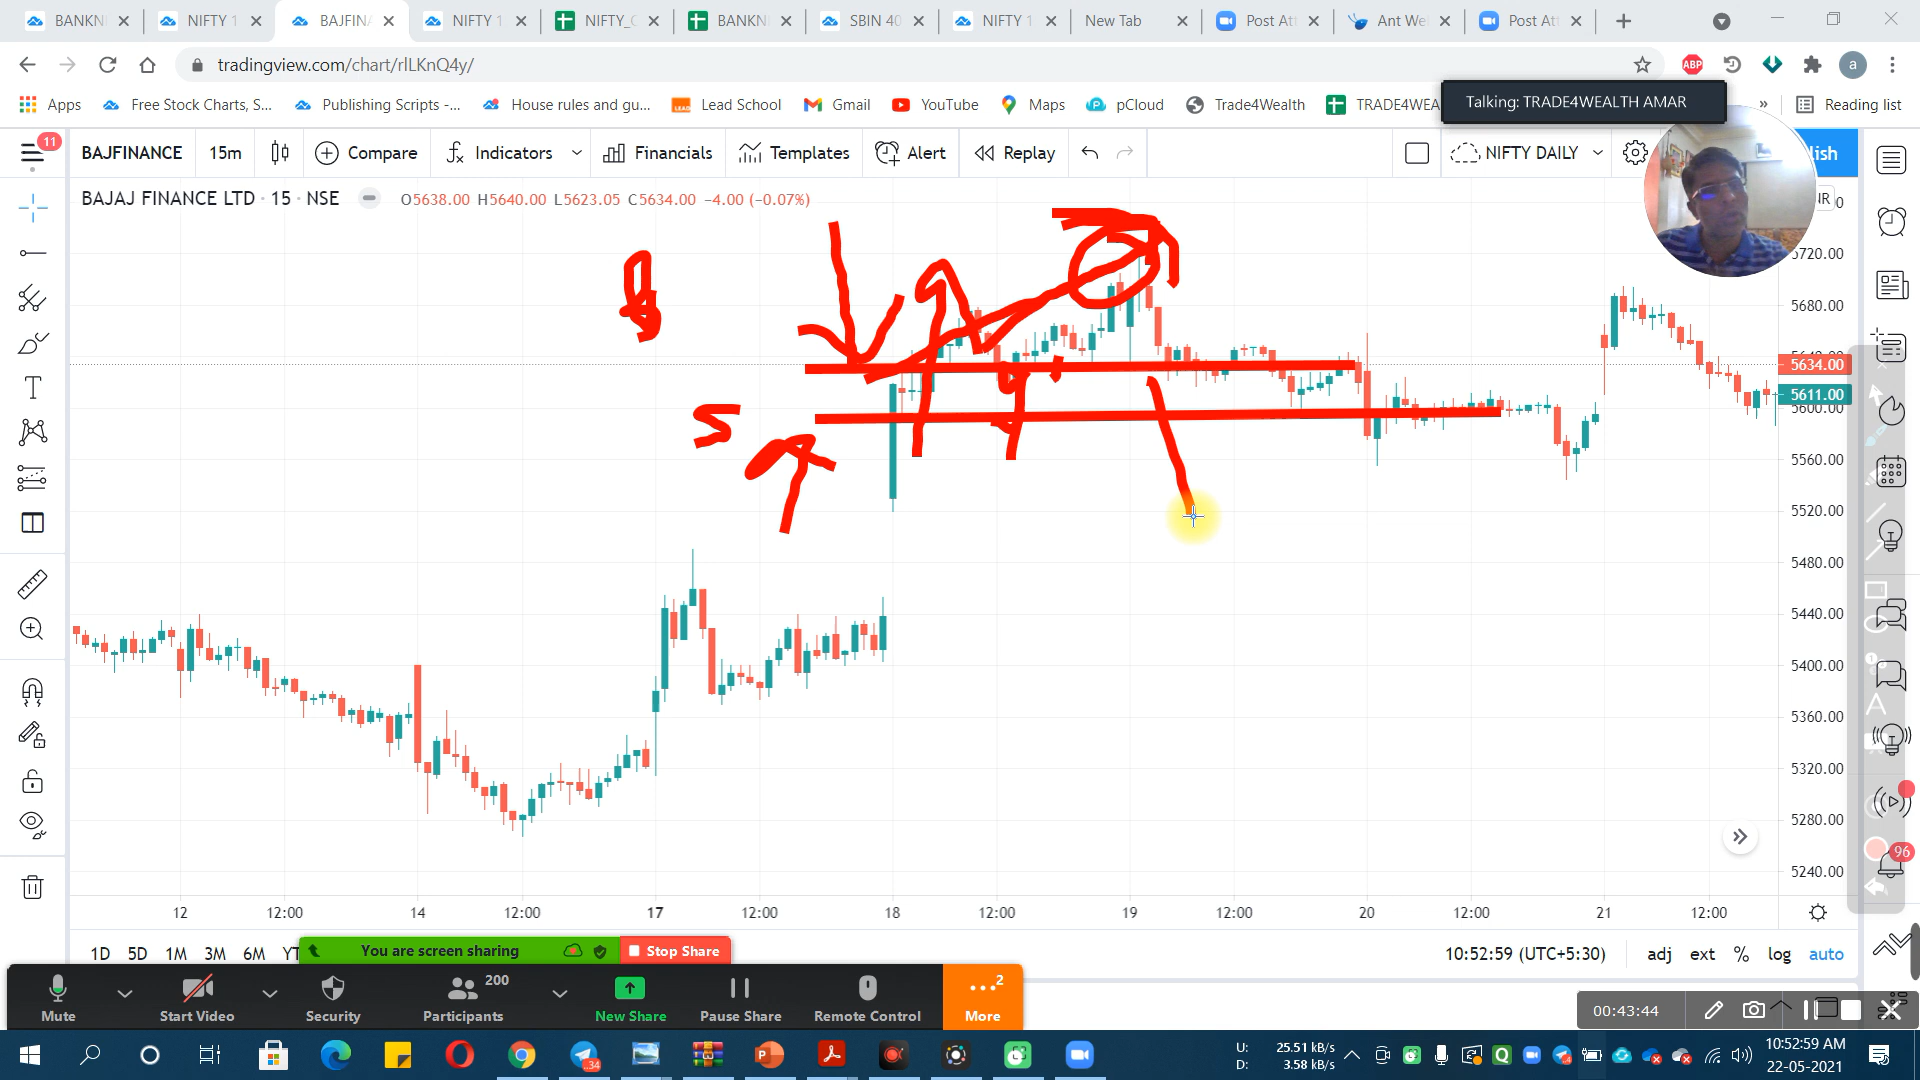 BANKN NIFTY 1 BAJFINA NIFTY 1 NIFTY_C BANKN SBIN 40 NIFTY 1 New Tab Post Att Ant We Post Att
tradingview.com/chart/rlLKnQ4y/
ABP a
Apps Free Stock Charts, S... Publishing Scripts -... House rules and gu... LEAD Lead School Gmail YouTube Maps pCloud Trade4Wealth TRADE4WEA » Reading list
Talking: TRADE4WEALTH AMAR
11 BAJFINANCE 15m Compare Indicators Financials Templates Alert Replay NIFTY DAILY lish
BAJAJ FINANCE LTD · 15 · NSE O5638.00 H5640.00 L5623.05 C5634.00 −4.00 (−0.07%)
5720.00
5680.00
5634.00
5611.00
5600.00
S
5560.00
5520.00
5480.00
5440.00
5400.00
5360.00
5320.00
5280.00
5240.00
96
12 12:00 14 12:00 17 12:00 18 12:00 19 12:00 20 12:00 21 12:00
1D 5D 1M 3M 6M YT You are screen sharing Stop Share 10:52:59 (UTC+5:30) adj ext % log auto
200 2
Mute Start Video Security Participants New Share Pause Share Remote Control More
00:43:44
U: 25.51 kB/s
D: 3.58 kB/s
10:52:59 AM
22-05-2021